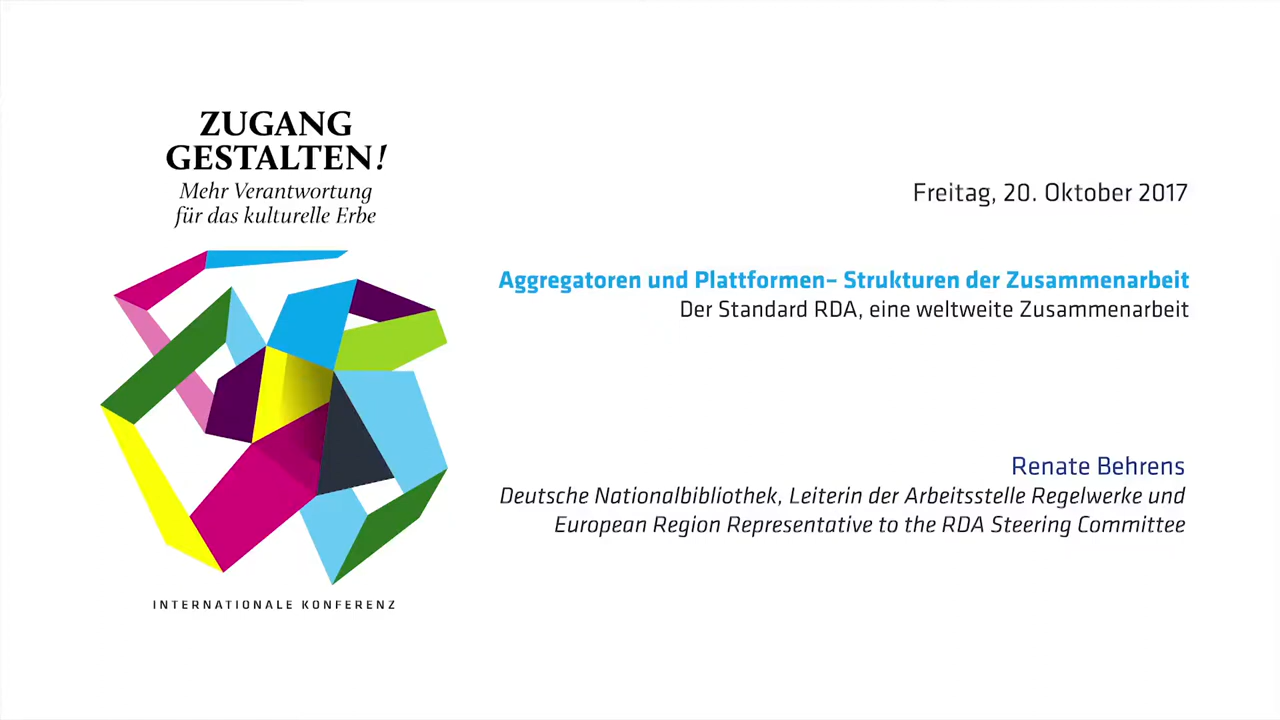 ZUGANG
GESTALTEN!
Mehr Verantwortung
für das kulturelle Erbe
INTERNATIONALE KONFERENZ
Freitag, 20. Oktober 2017
Aggregatoren und Plattformen– Strukturen der Zusammenarbeit
Der Standard RDA, eine weltweite Zusammenarbeit
Renate Behrens
Deutsche Nationalbibliothek, Leiterin der Arbeitsstelle Regelwerke und
European Region Representative to the RDA Steering Committee